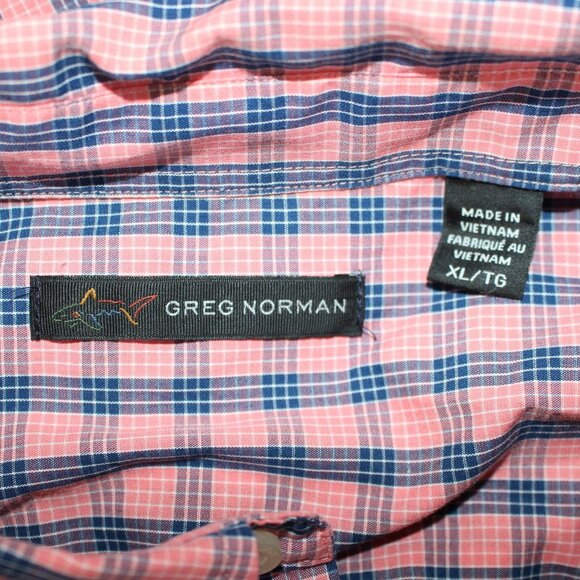 GREG NORMAN
MADE IN
VIETNAM
FABRIQUÉ AU
VIETNAM
XL/TG